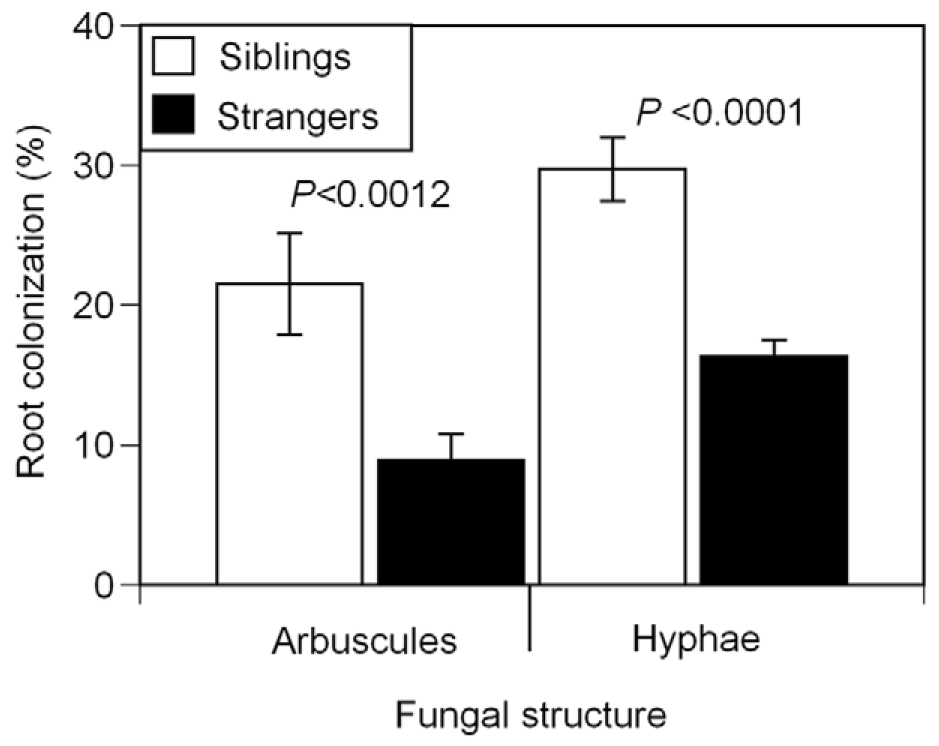 40
Siblings
Strangers
P <0.0001
30
P<0.0012
20
10
0
Root colonization (%)
Arbuscules
Hyphae
Fungal structure